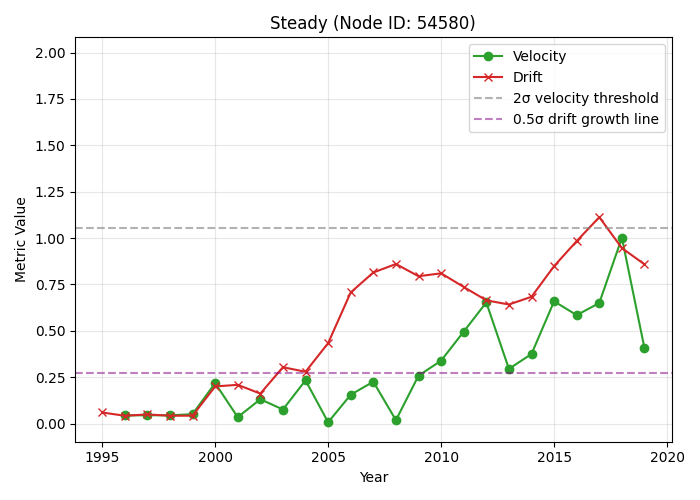 Steady (Node ID: 54580)
Velocity
Drift
2σ velocity threshold
0.5σ drift growth line
Metric Value
2.00
1.75
1.50
1.25
1.00
0.75
0.50
0.25
0.00
1995
2000
2005
2010
2015
2020
Year